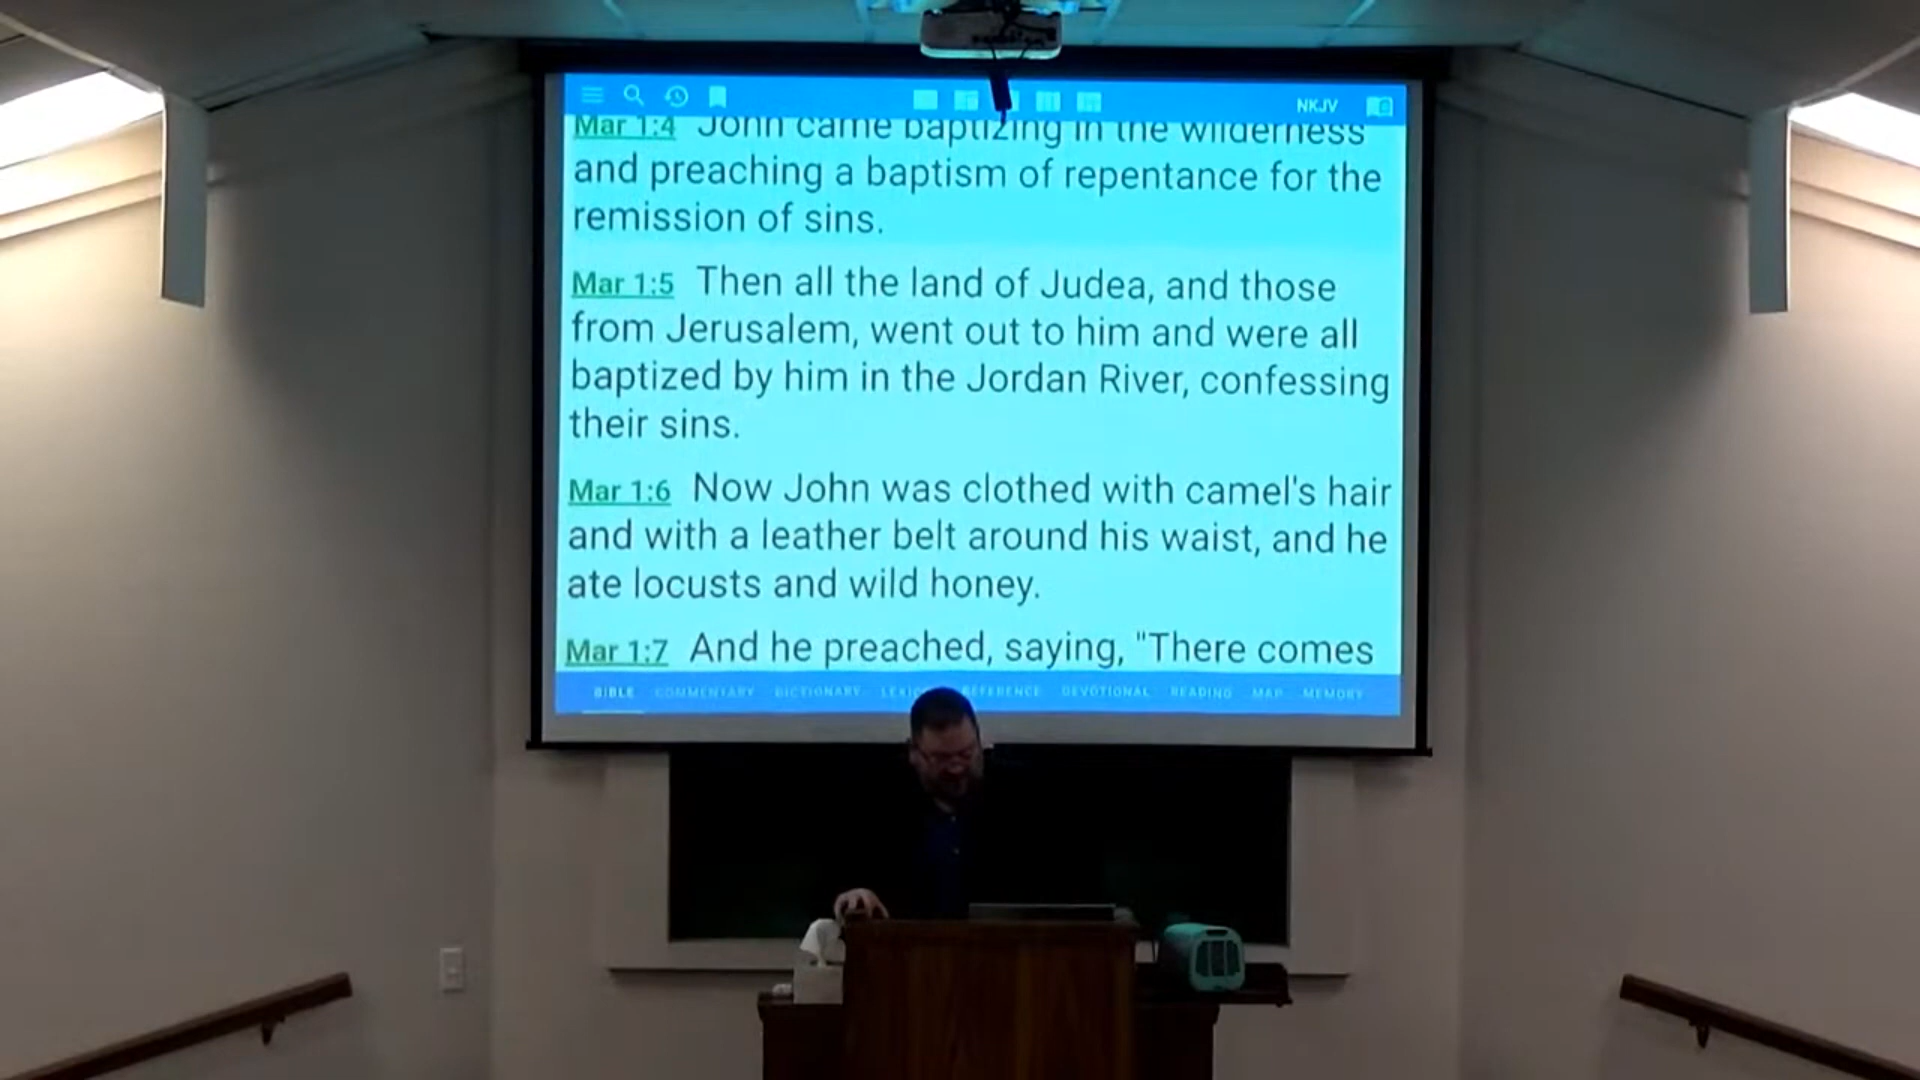 NKJV
Mar 1:4 John came baptizing in the wilderness
and preaching a baptism of repentance for the
remission of sins.
Mar 1:5 Then all the land of Judea, and those
from Jerusalem, went out to him and were all
baptized by him in the Jordan River, confessing
their sins.
Mar 1:6 Now John was clothed with camel's hair
and with a leather belt around his waist, and he
ate locusts and wild honey.
Mar 1:7 And he preached, saying, "There comes
BIBLE COMMENTARY DICTIONARY DEVOTIONAL READING MAP MEMORY